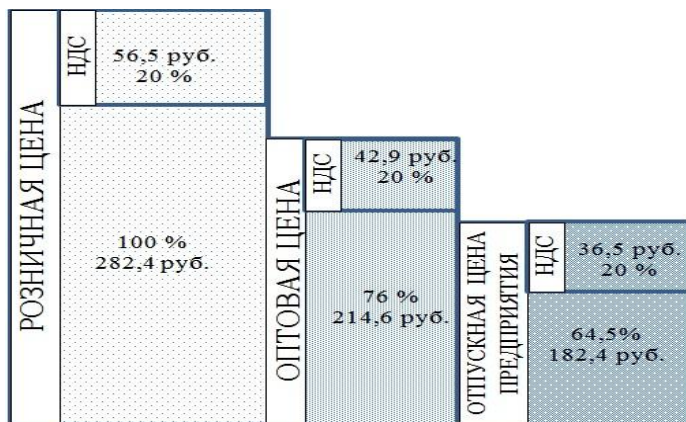 РОЗНИЧНАЯ ЦЕНА
НДС
56,5 руб.
20 %
100 %
282,4 руб.
ОПТОВАЯ ЦЕНА
НДС
42,9 руб.
20 %
76 %
214,6 руб.
ОТПУСКНАЯ ЦЕНА
ПРЕДПРИЯТИЯ
НДС
36,5 руб.
20 %
64,5%
182,4 руб.